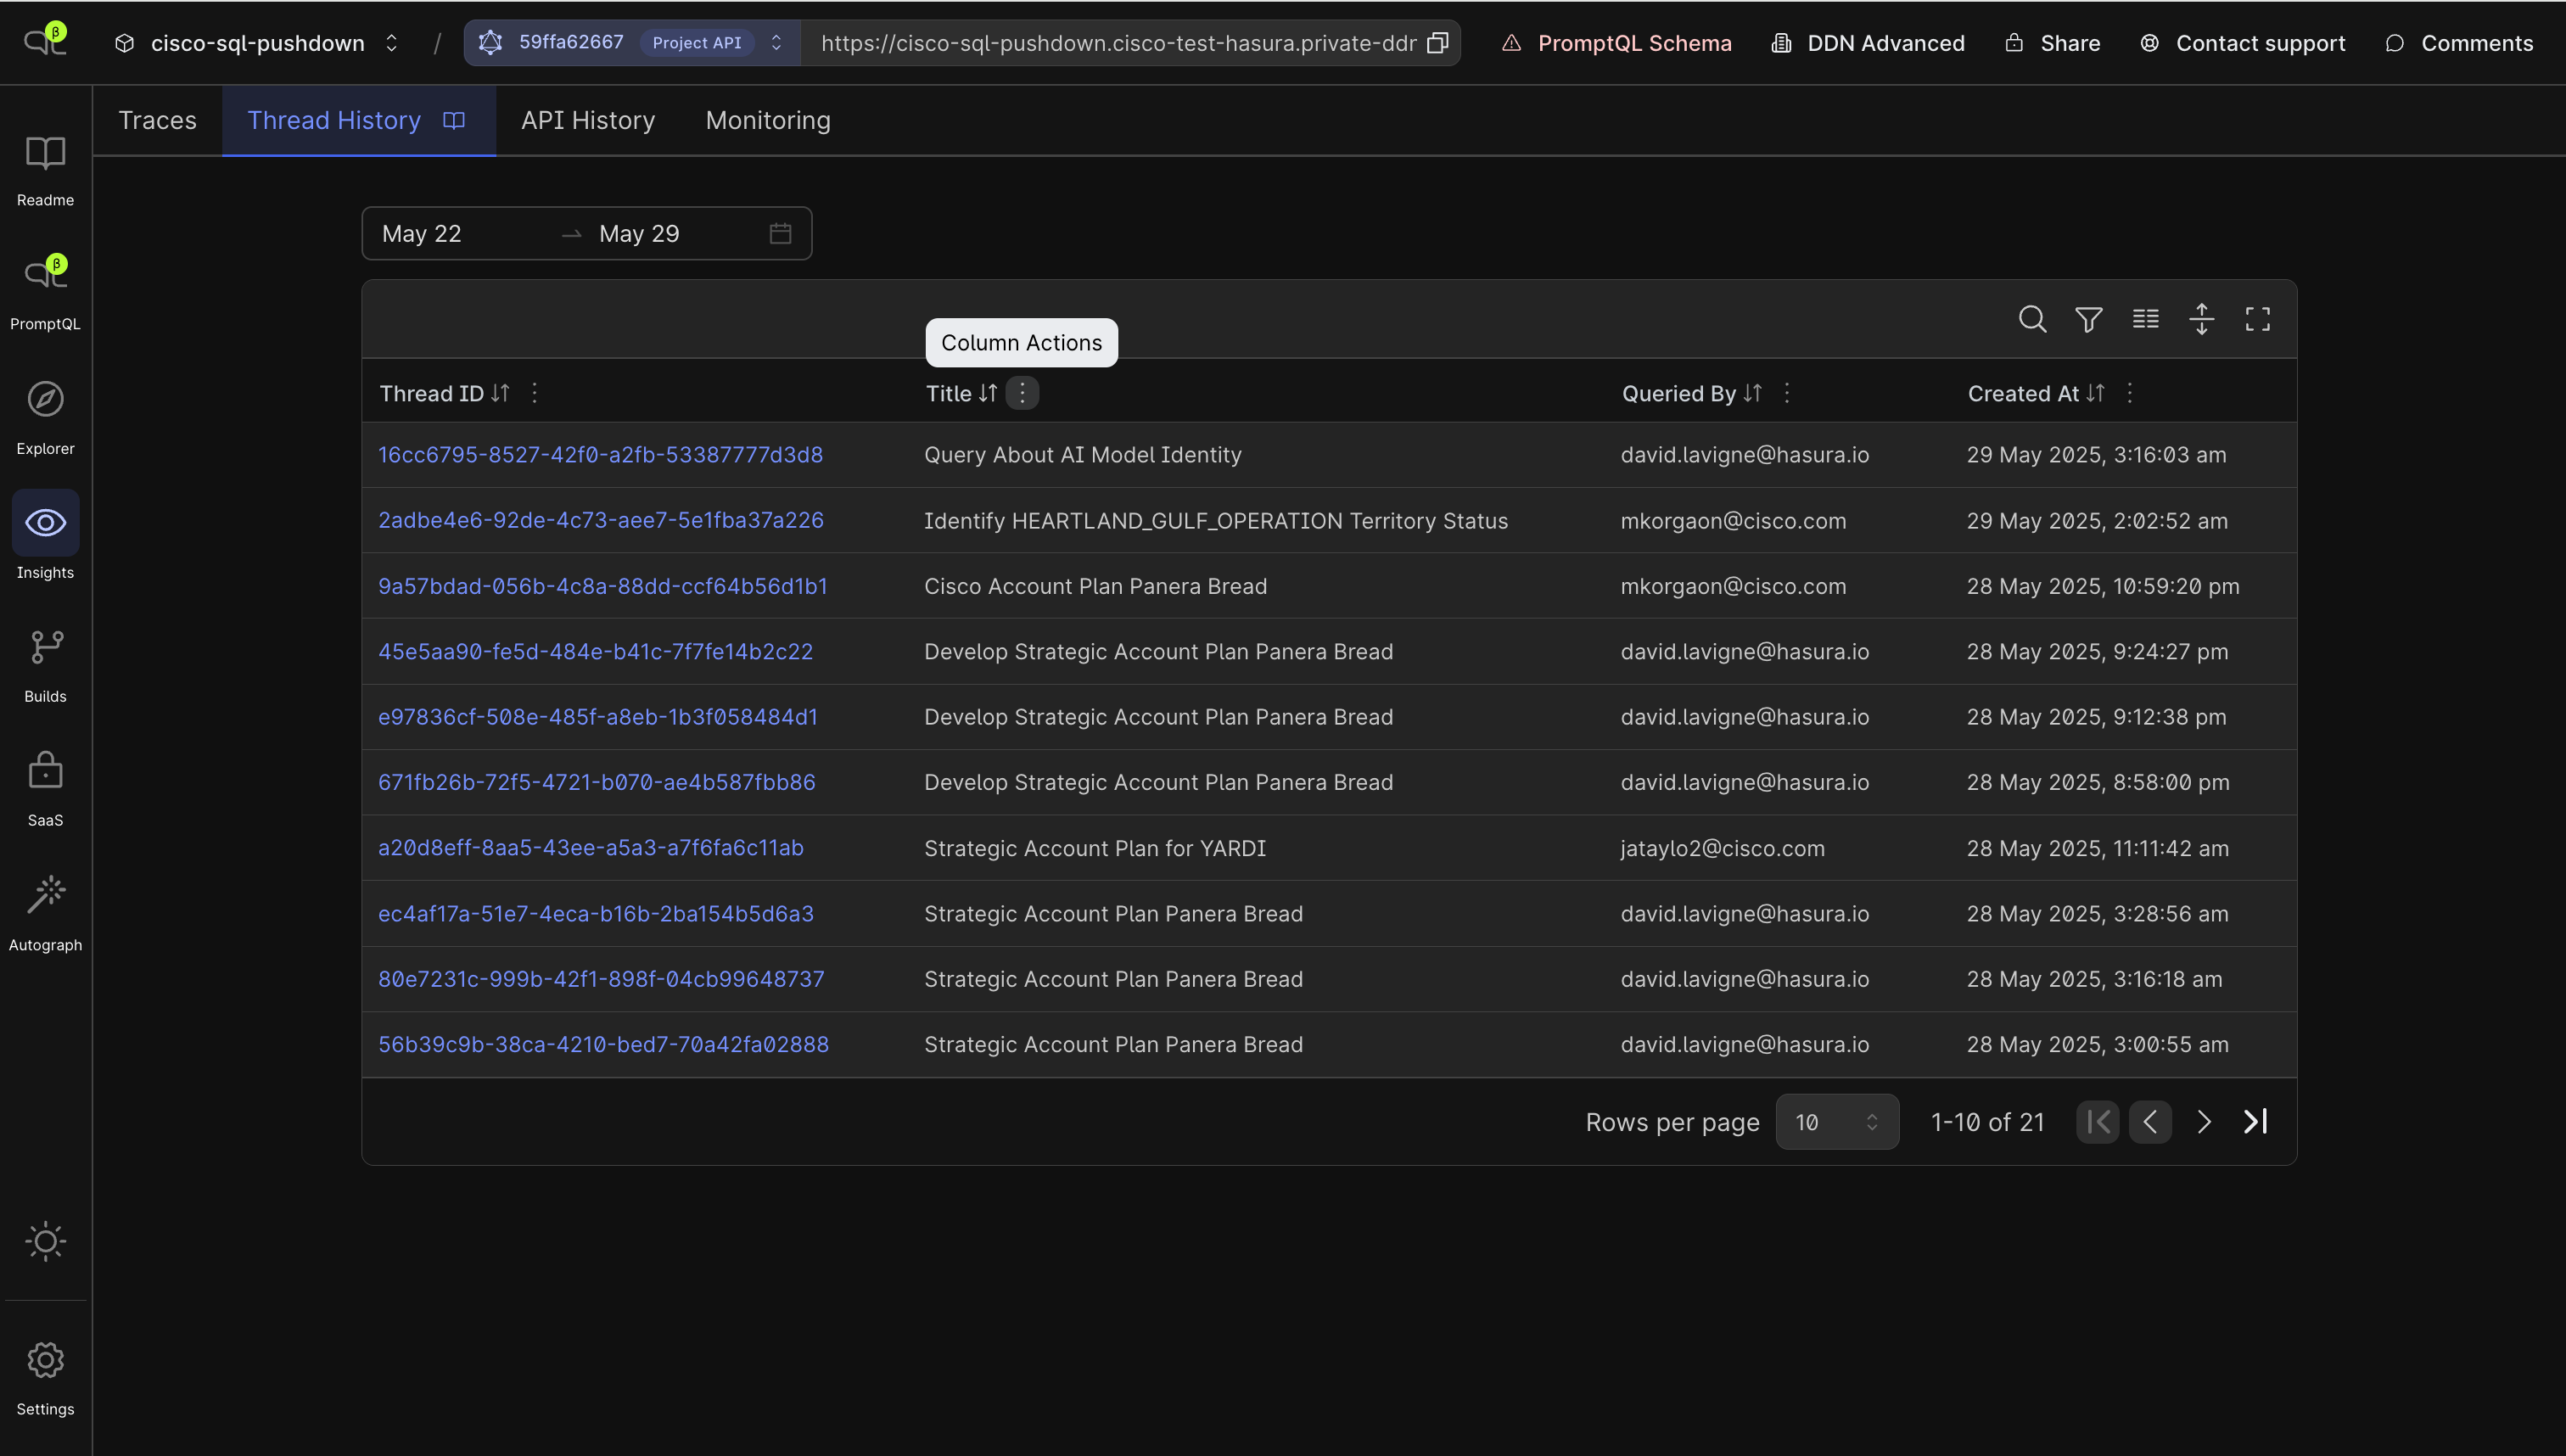 β cisco-sql-pushdown / 59ffa62667 Project API https://cisco-sql-pushdown.cisco-test-hasura.private-ddr PromptQL Schema DDN Advanced Share Contact support Comments
Traces Thread History API History Monitoring
Readme
β
PromptQL
Explorer
Insights
Builds
SaaS
Autograph
Settings
May 22 May 29
Column Actions
Thread ID Title Queried By Created At
16cc6795-8527-42f0-a2fb-53387777d3d8 Query About AI Model Identity david.lavigne@hasura.io 29 May 2025, 3:16:03 am
2adbe4e6-92de-4c73-aee7-5e1fba37a226 Identify HEARTLAND_GULF_OPERATION Territory Status mkorgaon@cisco.com 29 May 2025, 2:02:52 am
9a57bdad-056b-4c8a-88dd-ccf64b56d1b1 Cisco Account Plan Panera Bread mkorgaon@cisco.com 28 May 2025, 10:59:20 pm
45e5aa90-fe5d-484e-b41c-7f7fe14b2c22 Develop Strategic Account Plan Panera Bread david.lavigne@hasura.io 28 May 2025, 9:24:27 pm
e97836cf-508e-485f-a8eb-1b3f058484d1 Develop Strategic Account Plan Panera Bread david.lavigne@hasura.io 28 May 2025, 9:12:38 pm
671fb26b-72f5-4721-b070-ae4b587fbb86 Develop Strategic Account Plan Panera Bread david.lavigne@hasura.io 28 May 2025, 8:58:00 pm
a20d8eff-8aa5-43ee-a5a3-a7f6fa6c11ab Strategic Account Plan for YARDI jataylo2@cisco.com 28 May 2025, 11:11:42 am
ec4af17a-51e7-4eca-b16b-2ba154b5d6a3 Strategic Account Plan Panera Bread david.lavigne@hasura.io 28 May 2025, 3:28:56 am
80e7231c-999b-42f1-898f-04cb99648737 Strategic Account Plan Panera Bread david.lavigne@hasura.io 28 May 2025, 3:16:18 am
56b39c9b-38ca-4210-bed7-70a42fa02888 Strategic Account Plan Panera Bread david.lavigne@hasura.io 28 May 2025, 3:00:55 am
Rows per page 10 1-10 of 21